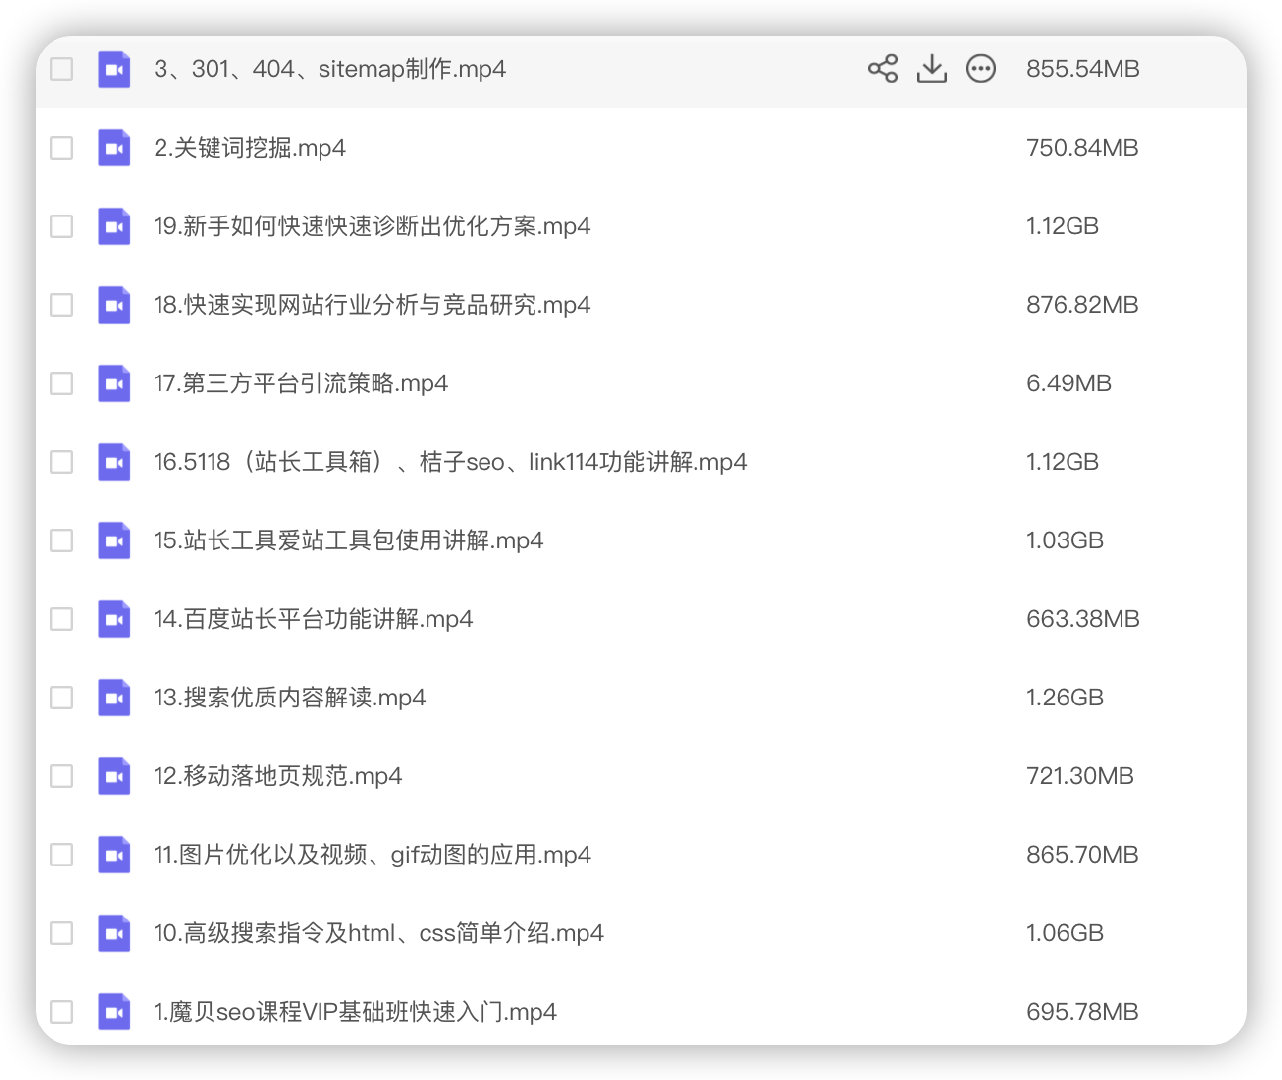 3、301、404、sitemap制作.mp4 855.54MB
2.关键词挖掘.mp4 750.84MB
19.新手如何快速快速诊断出优化方案.mp4 1.12GB
18.快速实现网站行业分析与竞品研究.mp4 876.82MB
17.第三方平台引流策略.mp4 6.49MB
16.5118（站长工具箱）、桔子seo、link114功能讲解.mp4 1.12GB
15.站长工具爱站工具包使用讲解.mp4 1.03GB
14.百度站长平台功能讲解.mp4 663.38MB
13.搜索优质内容解读.mp4 1.26GB
12.移动落地页规范.mp4 721.30MB
11.图片优化以及视频、gif动图的应用.mp4 865.70MB
10.高级搜索指令及html、css简单介绍.mp4 1.06GB
1.魔贝seo课程VIP基础班快速入门.mp4 695.78MB